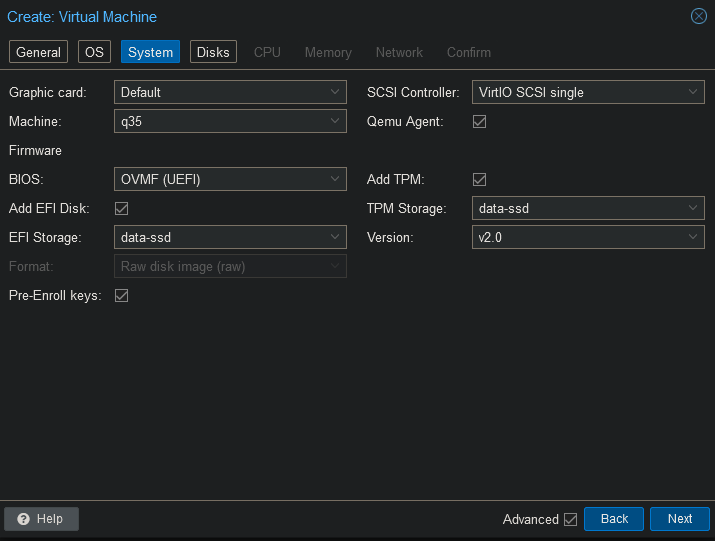 Create: Virtual Machine
General OS System Disks CPU Memory Network Confirm
Graphic card: Default
SCSI Controller: VirtIO SCSI single
Machine: q35
Qemu Agent:
Firmware
BIOS: OVMF (UEFI)
Add TPM:
Add EFI Disk:
TPM Storage: data-ssd
EFI Storage: data-ssd
Version: v2.0
Format: Raw disk image (raw)
Pre-Enroll keys:
? Help
Advanced Back Next